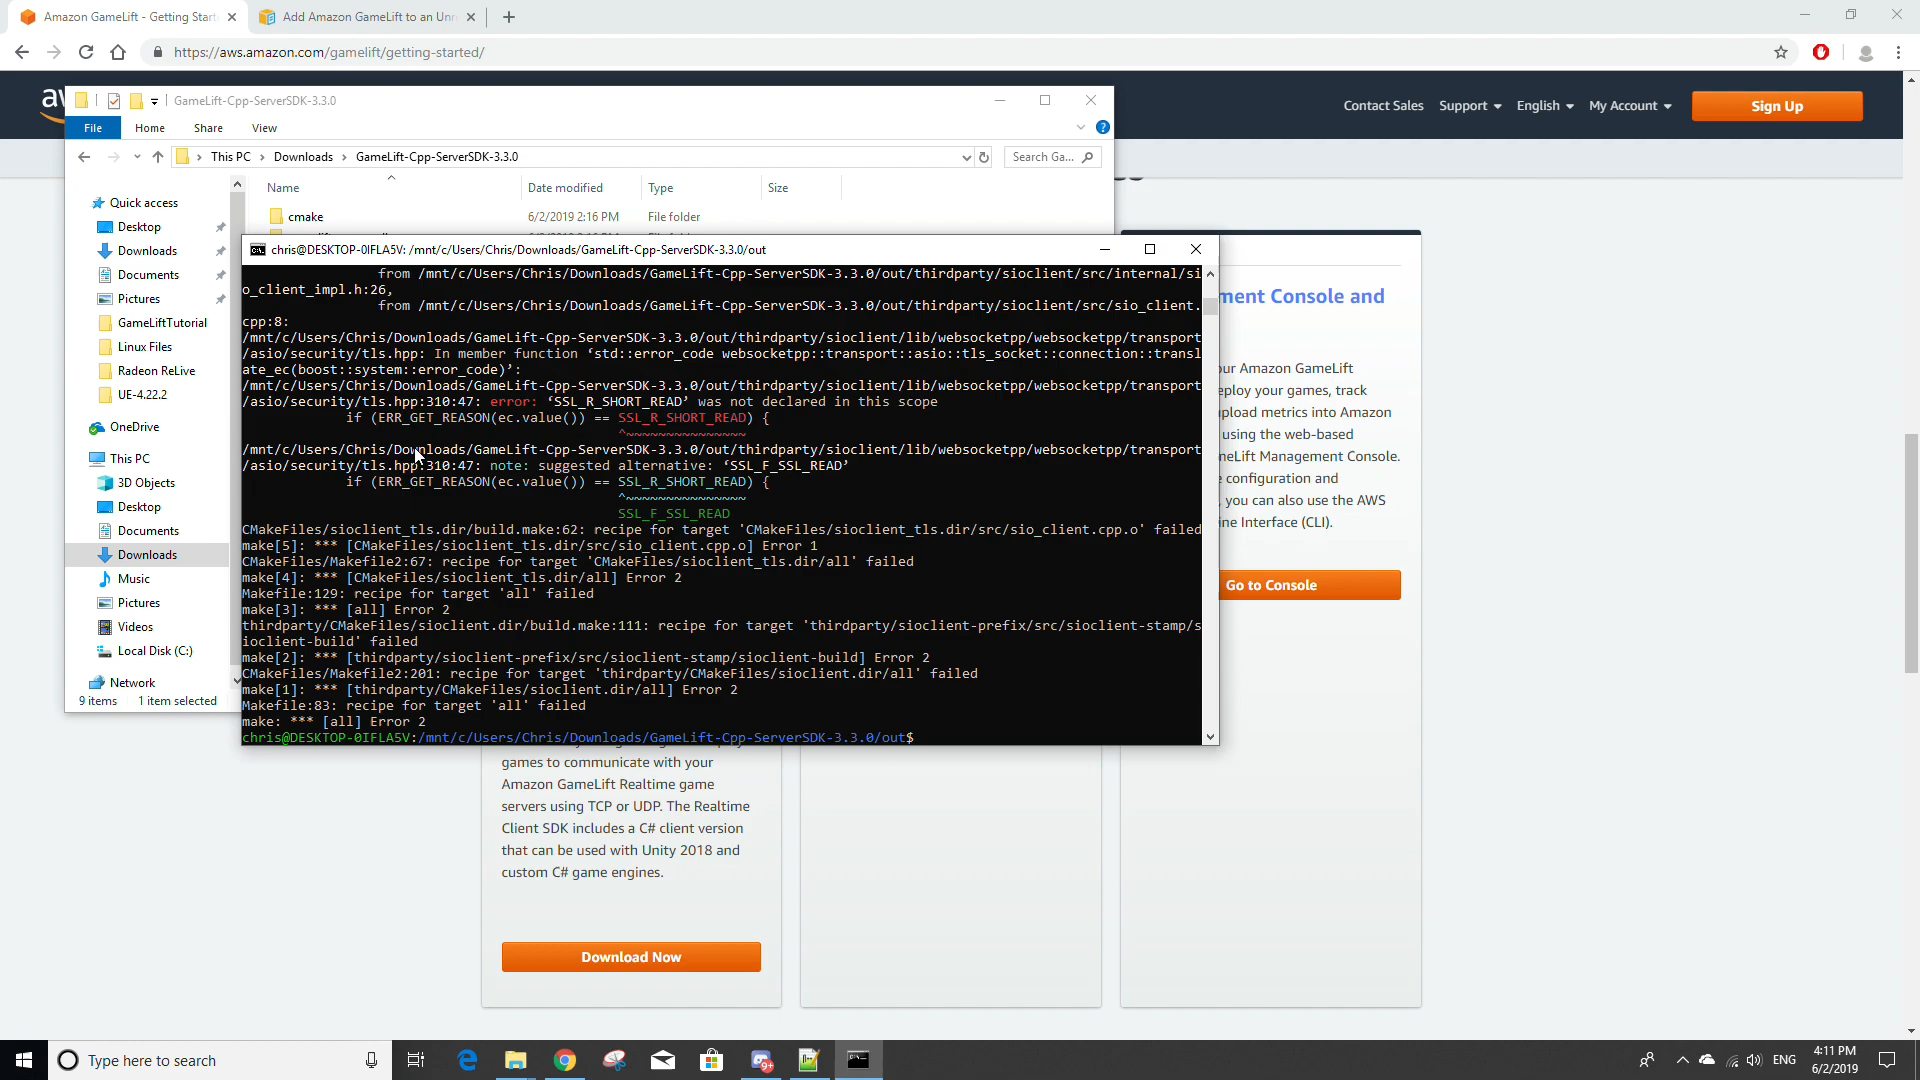 Amazon GameLift - Getting Start
Add Amazon GameLift to an Unr
https://aws.amazon.com/gamelift/getting-started/
Contact Sales Support English My Account Sign Up
GameLift-Cpp-ServerSDK-3.3.0
File Home Share View
This PC Downloads GameLift-Cpp-ServerSDK-3.3.0
Search Ga...
Name Date modified Type Size
cmake 6/2/2019 2:16 PM File folder
Quick access
Desktop
Downloads
Documents
Pictures
GameLiftTutorial
Linux Files
Radeon ReLive
UE-4.22.2
OneDrive
This PC
3D Objects
Desktop
Documents
Downloads
Music
Pictures
Videos
Local Disk (C:)
Network
9 items 1 item selected
chris@DESKTOP-0IFLA5V: /mnt/c/Users/Chris/Downloads/GameLift-Cpp-ServerSDK-3.3.0/out
from /mnt/c/Users/Chris/Downloads/GameLift-Cpp-ServerSDK-3.3.0/out/thirdparty/sioclient/src/internal/si
o_client_impl.h:26,
from /mnt/c/Users/Chris/Downloads/GameLift-Cpp-ServerSDK-3.3.0/out/thirdparty/sioclient/src/sio_client.
cpp:8:
/mnt/c/Users/Chris/Downloads/GameLift-Cpp-ServerSDK-3.3.0/out/thirdparty/sioclient/lib/websocketpp/websocketpp/transport
/asio/security/tls.hpp: In member function ‘std::error_code websocketpp::transport::asio::tls_socket::connection::transl
ate_ec(boost::system::error_code)’:
/mnt/c/Users/Chris/Downloads/GameLift-Cpp-ServerSDK-3.3.0/out/thirdparty/sioclient/lib/websocketpp/websocketpp/transport
/asio/security/tls.hpp:310:47: error: ‘SSL_R_SHORT_READ’ was not declared in this scope
if (ERR_GET_REASON(ec.value()) == SSL_R_SHORT_READ) {
^~~~~~~~~~~~~~~~
/mnt/c/Users/Chris/Downloads/GameLift-Cpp-ServerSDK-3.3.0/out/thirdparty/sioclient/lib/websocketpp/websocketpp/transport
/asio/security/tls.hpp:310:47: note: suggested alternative: ‘SSL_F_SSL_READ’
if (ERR_GET_REASON(ec.value()) == SSL_R_SHORT_READ) {
^~~~~~~~~~~~~~~~
SSL_F_SSL_READ
CMakeFiles/sioclient_tls.dir/build.make:62: recipe for target 'CMakeFiles/sioclient_tls.dir/src/sio_client.cpp.o' failed
make[5]: *** [CMakeFiles/sioclient_tls.dir/src/sio_client.cpp.o] Error 1
CMakeFiles/Makefile2:67: recipe for target 'CMakeFiles/sioclient_tls.dir/all' failed
make[4]: *** [CMakeFiles/sioclient_tls.dir/all] Error 2
Makefile:129: recipe for target 'all' failed
make[3]: *** [all] Error 2
thirdparty/CMakeFiles/sioclient.dir/build.make:111: recipe for target 'thirdparty/sioclient-prefix/src/sioclient-stamp/s
ioclient-build' failed
make[2]: *** [thirdparty/sioclient-prefix/src/sioclient-stamp/sioclient-build] Error 2
CMakeFiles/Makefile2:201: recipe for target 'thirdparty/CMakeFiles/sioclient.dir/all' failed
make[1]: *** [thirdparty/CMakeFiles/sioclient.dir/all] Error 2
Makefile:83: recipe for target 'all' failed
make: *** [all] Error 2
chris@DESKTOP-0IFLA5V:/mnt/c/Users/Chris/Downloads/GameLift-Cpp-ServerSDK-3.3.0/out$
ment Console and
ur Amazon GameLift
eploy your games, track
pload metrics into Amazon
using the web-based
neLift Management Console.
e configuration and
, you can also use the AWS
ine Interface (CLI).
Go to Console
games to communicate with your
Amazon GameLift Realtime game
servers using TCP or UDP. The Realtime
Client SDK includes a C# client version
that can be used with Unity 2018 and
custom C# game engines.
Download Now
Type here to search
ENG
4:11 PM
6/2/2019